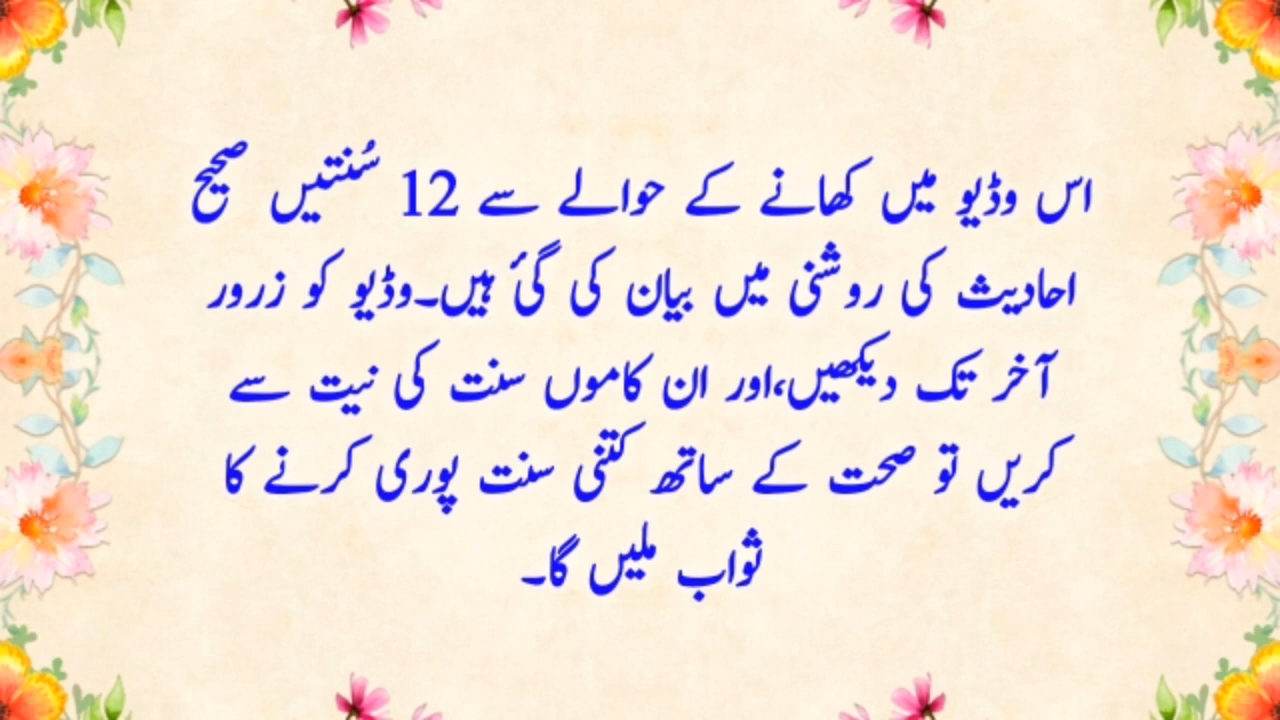 اس وڈیو میں کھانے کے حوالے سے 12 سُنتیں صحیح
احادیث کی روشنی میں بیان کی گئ ہیں۔وڈیو کو زرور
آخر تک دیکھیں،اور ان کاموں سنت کی نیت سے
کریں تو صحت کے ساتھ کتنی سنت پوری کرنے کا
ثواب ملیں گا۔